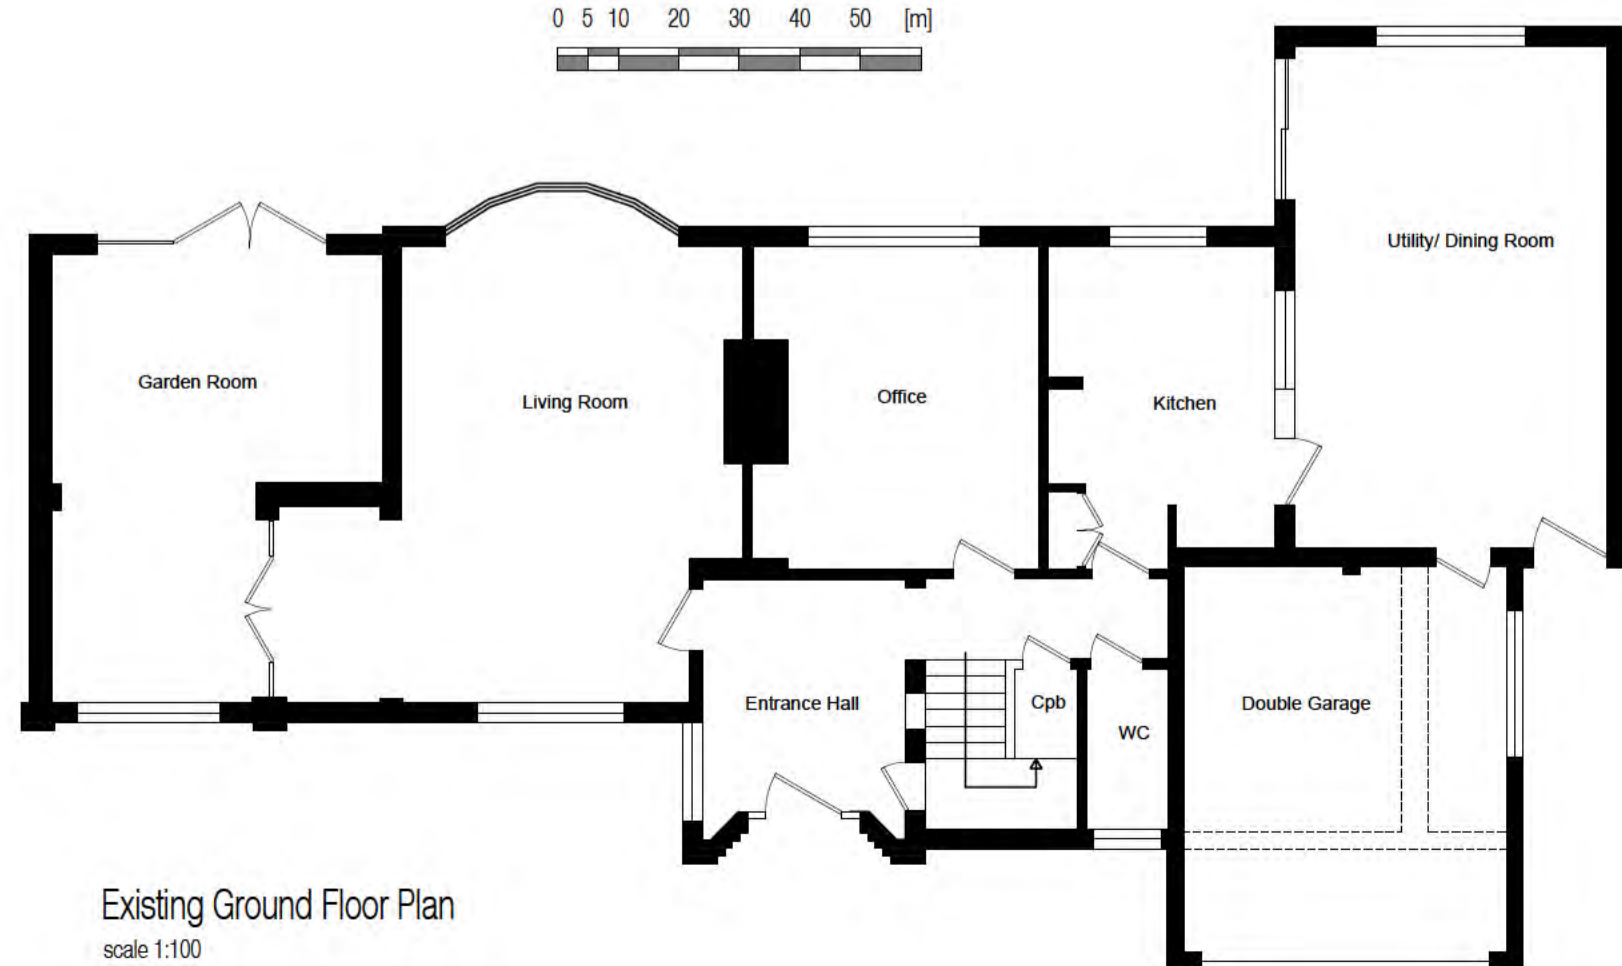 0 5 10 20 30 40 50 [m]
Utility/ Dining Room
Garden Room
Living Room
Office
Kitchen
Entrance Hall
Cpb
WC
Double Garage
Existing Ground Floor Plan
scale 1:100